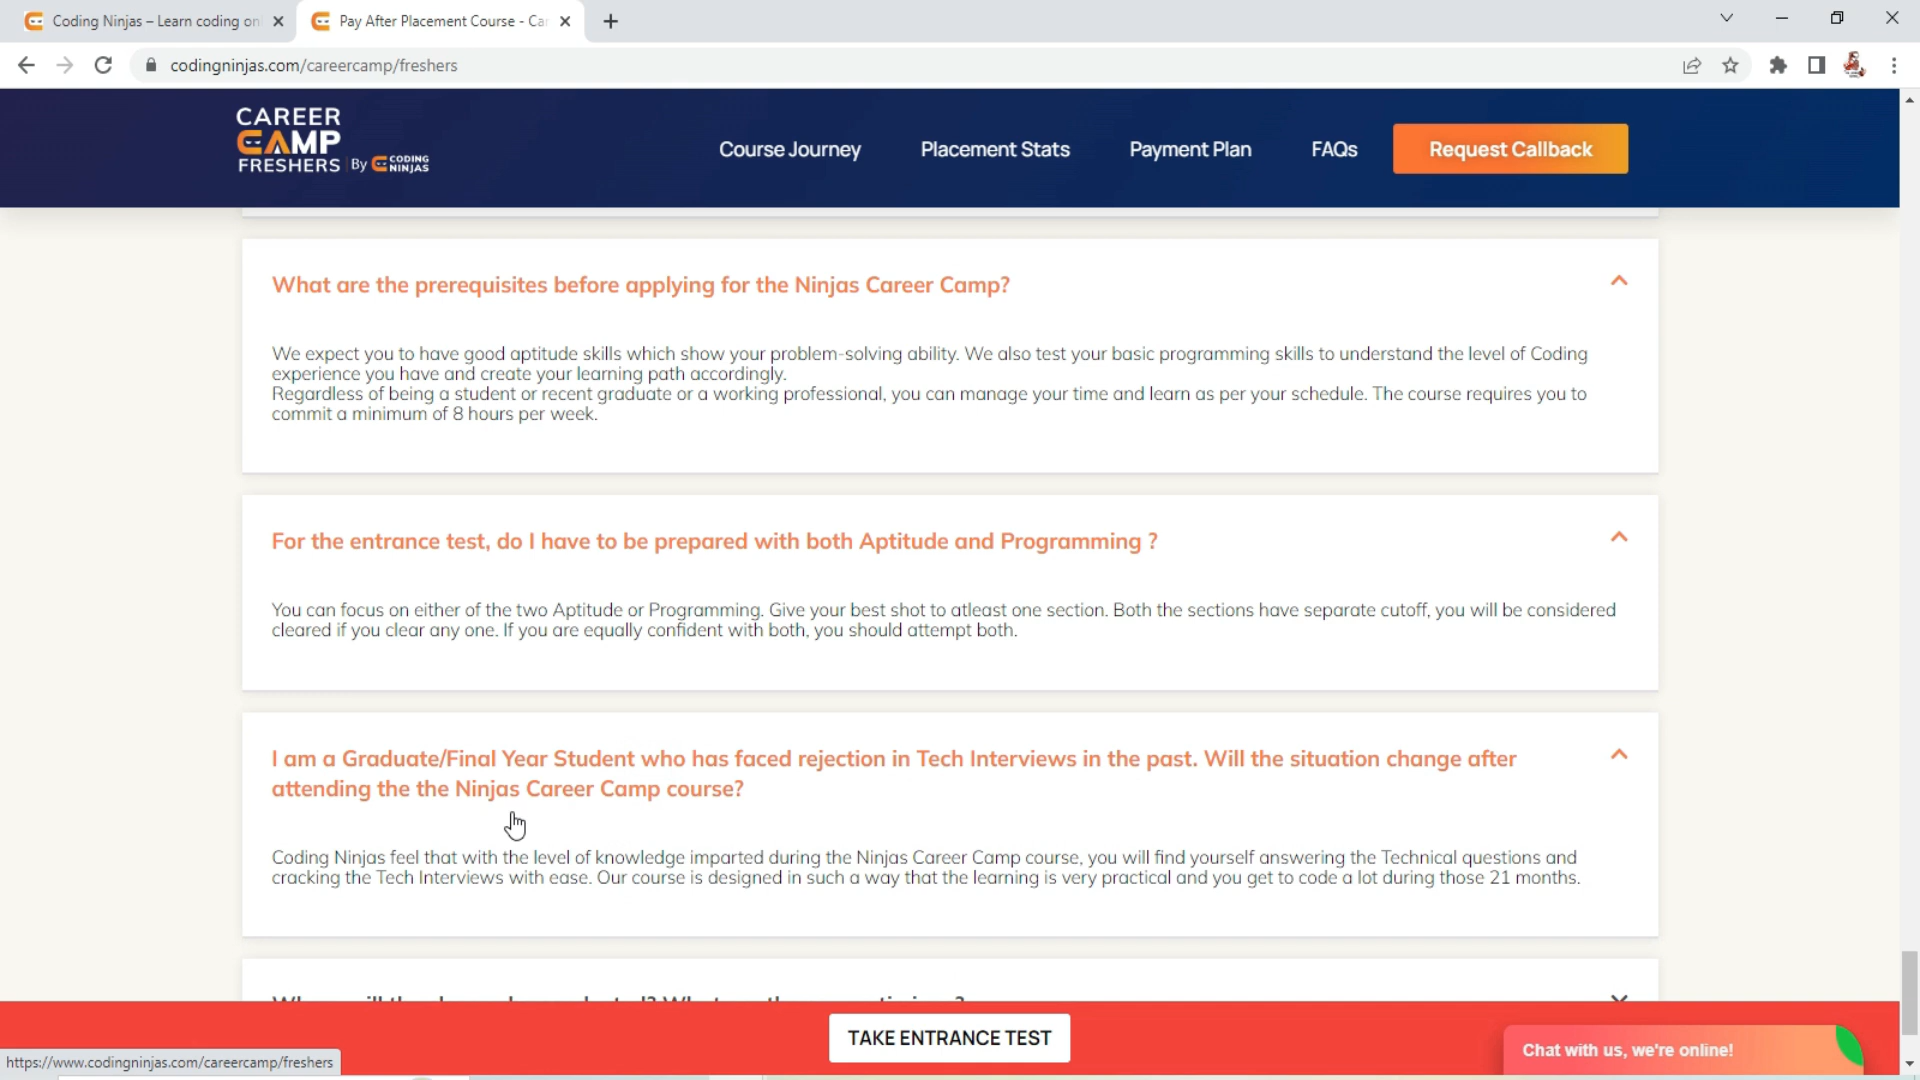 Coding Ninjas – Learn coding on
Pay After Placement Course - Ca
codingninjas.com/careercamp/freshers
CAREER
CAMP
FRESHERS | By CODING NINJAS
Course Journey
Placement Stats
Payment Plan
FAQs
Request Callback
What are the prerequisites before applying for the Ninjas Career Camp?
We expect you to have good aptitude skills which show your problem-solving ability. We also test your basic programming skills to understand the level of Coding
experience you have and create your learning path accordingly.
Regardless of being a student or recent graduate or a working professional, you can manage your time and learn as per your schedule. The course requires you to
commit a minimum of 8 hours per week.
For the entrance test, do I have to be prepared with both Aptitude and Programming ?
You can focus on either of the two Aptitude or Programming. Give your best shot to atleast one section. Both the sections have separate cutoff, you will be considered
cleared if you clear any one. If you are equally confident with both, you should attempt both.
I am a Graduate/Final Year Student who has faced rejection in Tech Interviews in the past. Will the situation change after
attending the the Ninjas Career Camp course?
Coding Ninjas feel that with the level of knowledge imparted during the Ninjas Career Camp course, you will find yourself answering the Technical questions and
cracking the Tech Interviews with ease. Our course is designed in such a way that the learning is very practical and you get to code a lot during those 21 months.
TAKE ENTRANCE TEST
Chat with us, we're online!
https://www.codingninjas.com/careercamp/freshers